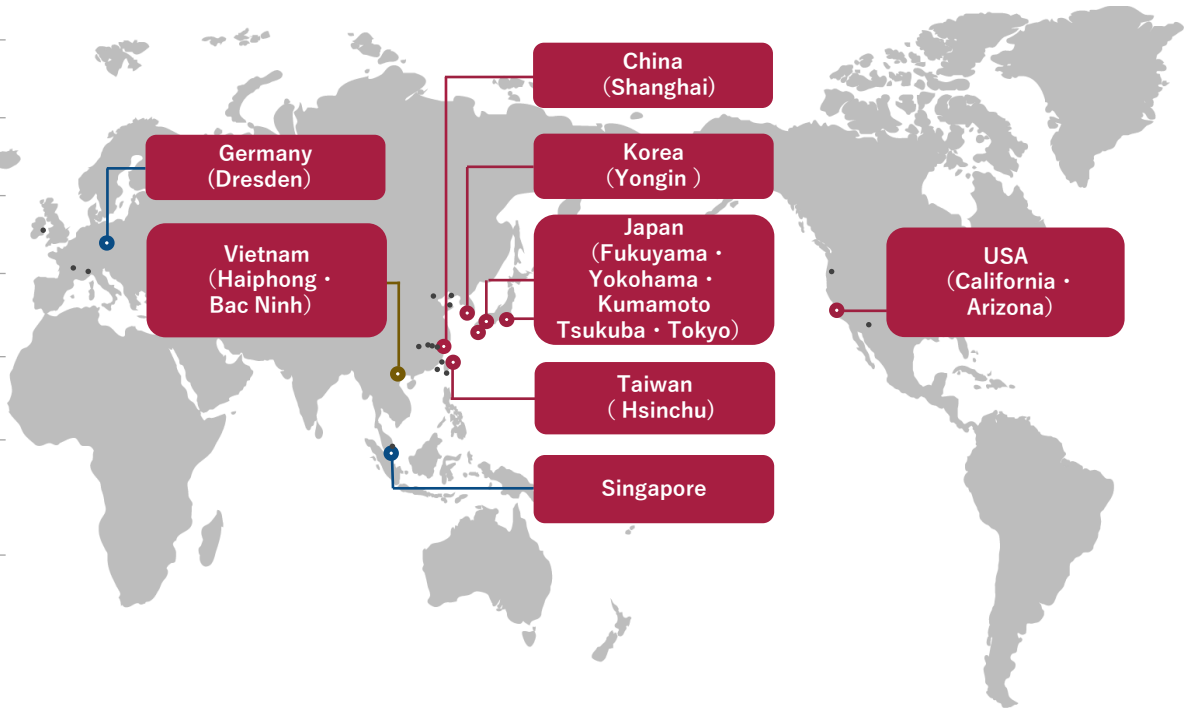 China
（Shanghai）
Germany
（Dresden）
Korea
（Yongin ）
Vietnam
（Haiphong・
Bac Ninh）
Japan
（Fukuyama・
Yokohama・
Kumamoto
Tsukuba・Tokyo）
USA
（California・
Arizona）
Taiwan
（ Hsinchu）
Singapore